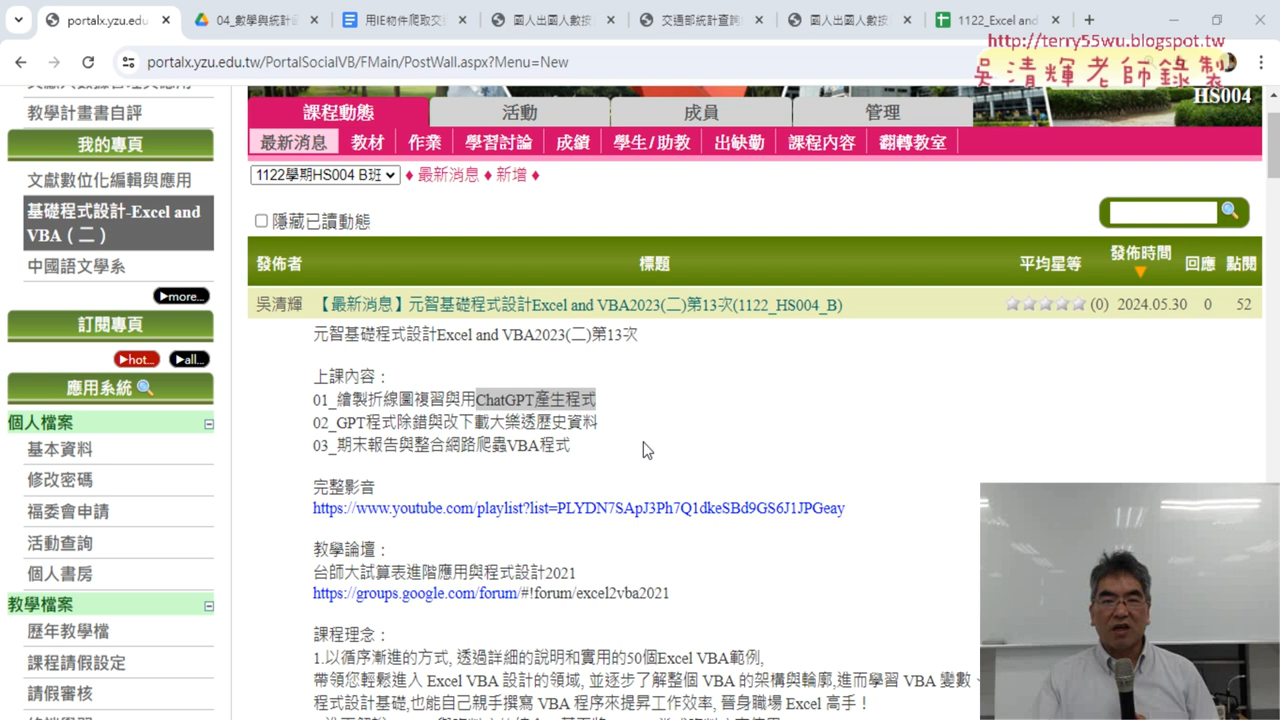 portalx.yzu.edu.tw
04_數學與統計函
用IE物件爬取交
國人出國人數按
交通部統計查詢
國人出國人數按
1122_Excel and
http://terry55wu.blogspot.tw
portalx.yzu.edu.tw/PortalSocialVB/FMain/PostWall.aspx?Menu=New
吳清輝老師錄製
HS004
教學計畫書自評
課程動態
活動
成員
管理
我的專頁
最新消息
教材
作業
學習討論
成績
學生/助教
出缺勤
課程內容
翻轉教室
1122學期HS004 B班
♦ 最新消息 ♦ 新增 ♦
文獻數位化編輯與應用
基礎程式設計-Excel and
VBA（二）
隱藏已讀動態
中國語文學系
發佈者
標題
平均星等
發佈時間
回應
點閱
▶more...
吳清輝
【最新消息】元智基礎程式設計Excel and VBA2023(二)第13次(1122_HS004_B)
(0)
2024.05.30
0
52
訂閱專頁
元智基礎程式設計Excel and VBA2023(二)第13次
▶hot...
▶all...
上課內容：
應用系統
01_繪製折線圖複習與用ChatGPT產生程式
個人檔案
02_GPT程式除錯與改下載大樂透歷史資料
基本資料
03_期末報告與整合網路爬蟲VBA程式
修改密碼
完整影音
福委會申請
https://www.youtube.com/playlist?list=PLYDN7SApJ3Ph7Q1dkeSBd9GS6J1JPGeay
活動查詢
教學論壇：
個人書房
台師大試算表進階應用與程式設計2021
教學檔案
https://groups.google.com/forum/#!forum/excel2vba2021
歷年教學檔
課程理念：
課程請假設定
1.以循序漸進的方式, 透過詳細的說明和實用的50個Excel VBA範例,
帶領您輕鬆進入 Excel VBA 設計的領域, 並逐步了解整個 VBA 的架構與輪廓,進而學習 VBA 變數、
請假審核
程式設計基礎,也能自己親手撰寫 VBA 程序來提昇工作效率, 晉身職場 Excel 高手！